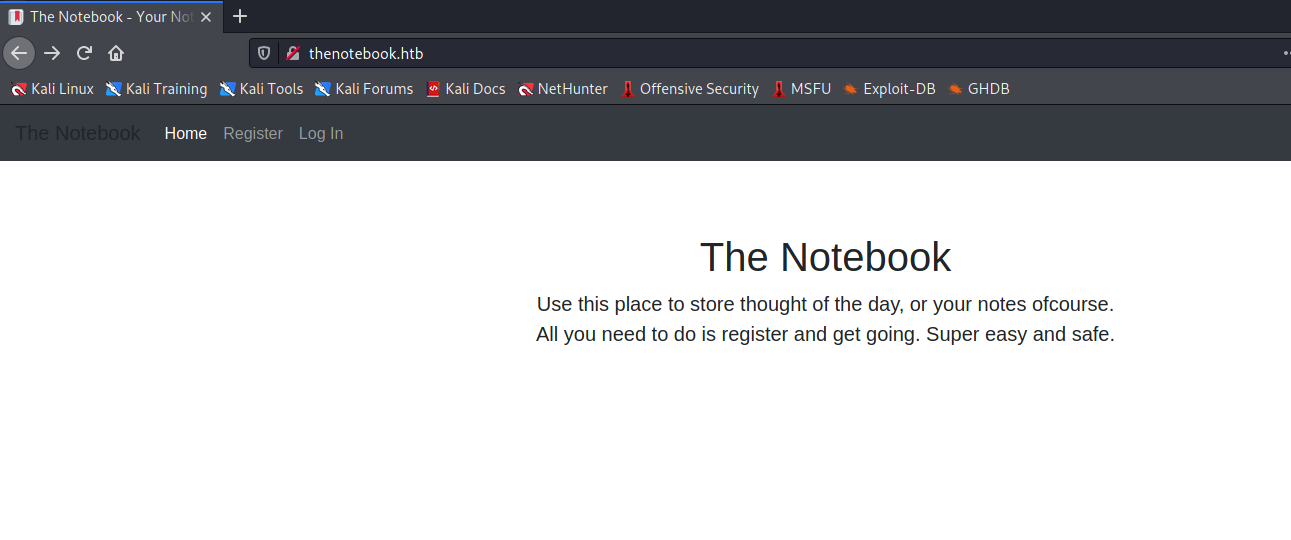 The Notebook - Your Not
thenotebook.htb
Kali Linux Kali Training Kali Tools Kali Forums Kali Docs NetHunter Offensive Security MSFU Exploit-DB GHDB
The Notebook Home Register Log In
The Notebook
Use this place to store thought of the day, or your notes ofcourse.
All you need to do is register and get going. Super easy and safe.